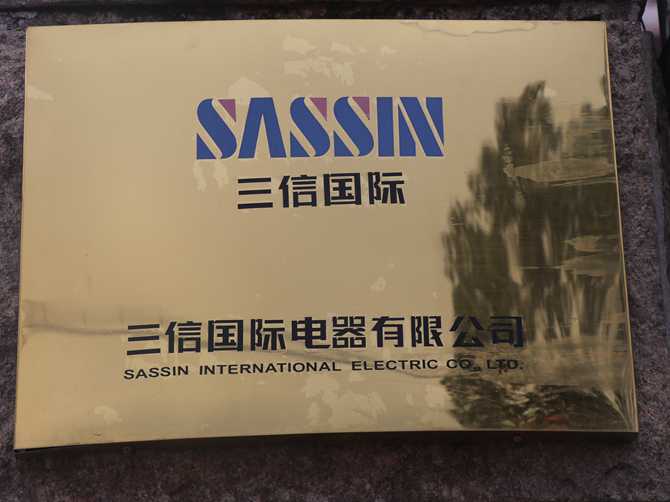 SASSIN
三信国际
三信国际电器有限公司
SASSIN INTERNATIONAL ELECTRIC CO., LTD.